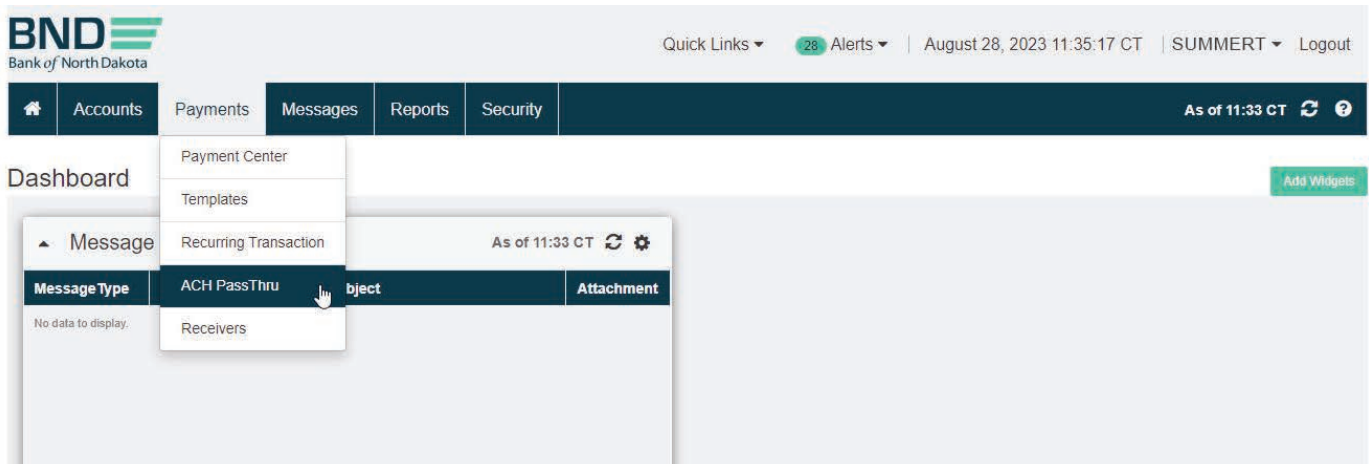 BND
Bank of North Dakota
Quick Links 28 Alerts August 28, 2023 11:35:17 CT SUMMERT Logout
Accounts Payments Messages Reports Security As of 11:33 CT
Payment Center
Dashboard
Add Widgets
Templates
Message
Recurring Transaction
As of 11:33 CT
MessageType
ACH PassThru
bject
Attachment
No data to display.
Receivers